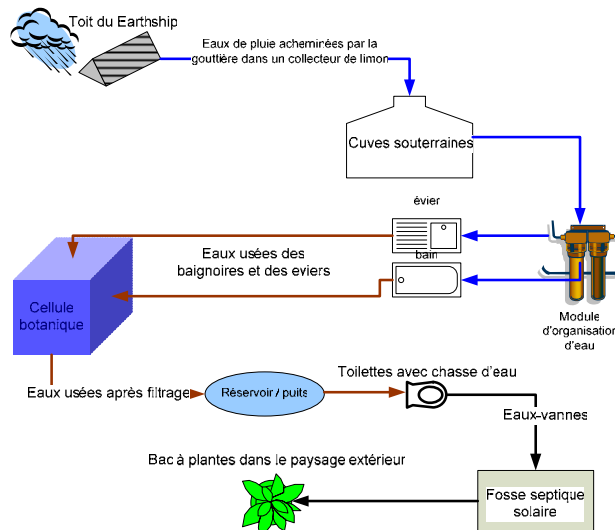 Toit du Earthship
Eaux de pluie achemirées par la
gouttière dans un collecteur de limon
Cuves souterraines
évier
bain
Eaux usées des
baignoires et des eviers
Cellule
botanique
Module
d'organisation
d'eau
Toilettes avec chasse d'eau
Eaux usées après filtrage
Réservoir / puits
Eaux-vannes
Bac à plantes dans le paysage extérieur
Fosse septique
solaire